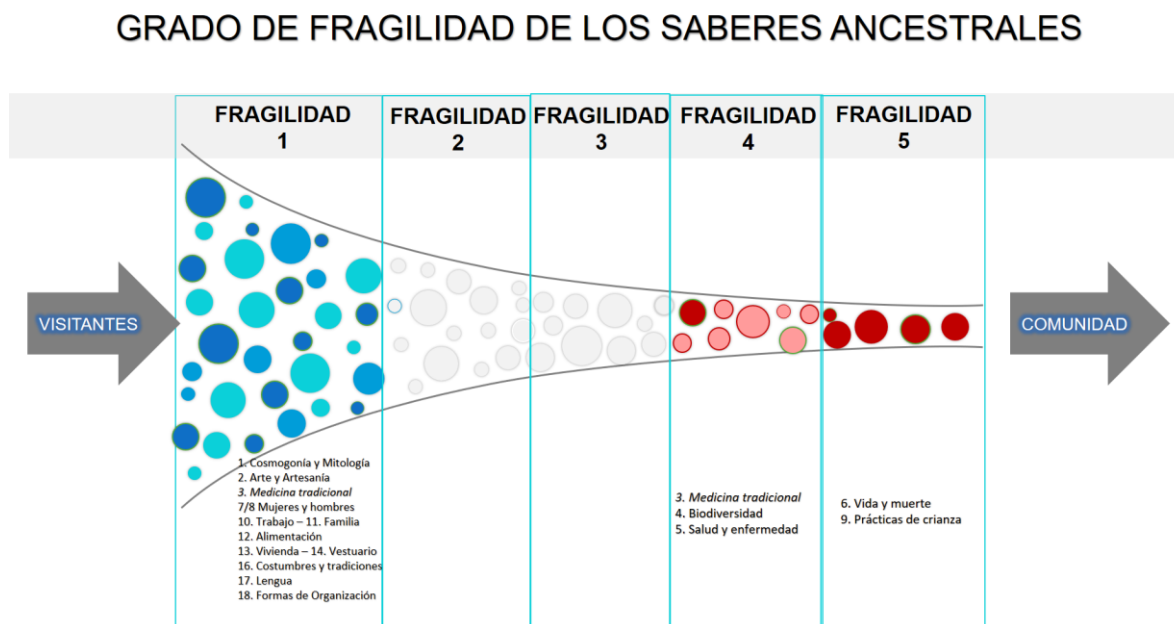 GRADO DE FRAGILIDAD DE LOS SABERES ANCESTRALES
FRAGILIDAD
1
FRAGILIDAD
2
FRAGILIDAD
3
FRAGILIDAD
4
FRAGILIDAD
5
VISITANTES
COMUNIDAD
1. Cosmogonía y Mitología
2. Arte y Artesanía
3. Medicina tradicional
7/8 Mujeres y hombres
10. Trabajo – 11. Familia
12. Alimentación
13. Vivienda – 14. Vestuario
16. Costumbres y tradiciones
17. Lengua
18. Formas de Organización
3. Medicina tradicional
4. Biodiversidad
5. Salud y enfermedad
6. Vida y muerte
9. Prácticas de crianza